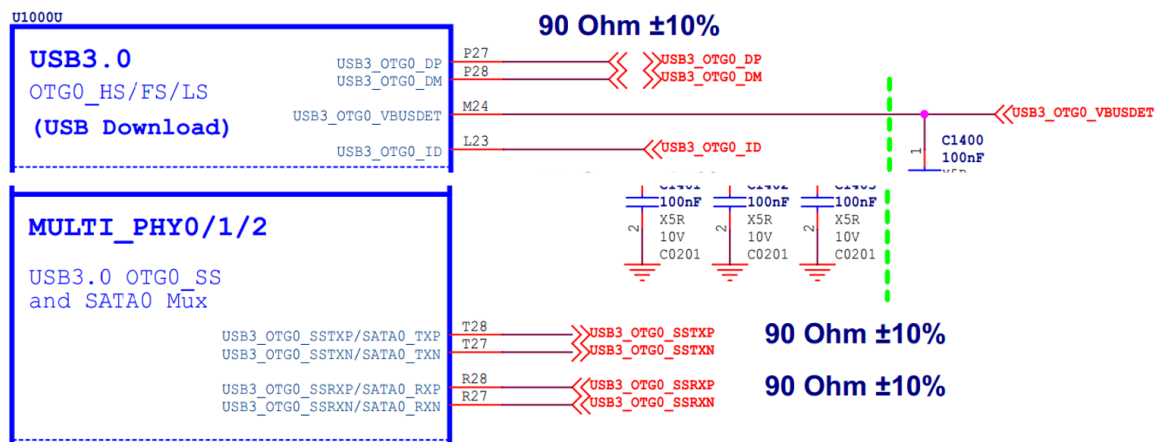 U1000U
90 Ohm ±10%
USB3.0
OTG0_HS/FS/LS
(USB Download)
USB3_OTG0_DP
P27
USB3_OTG0_DP
USB3_OTG0_DM
P28
USB3_OTG0_DM
USB3_OTG0_VBUSDET
M24
USB3_OTG0_VBUSDET
USB3_OTG0_ID
L23
USB3_OTG0_ID
1
C1400
100nF
MULTI_PHY0/1/2
USB3.0 OTG0_SS
and SATA0 Mux
C1401
100nF
2
X5R
10V
C0201
C1402
100nF
2
X5R
10V
C0201
100nF
2
X5R
10V
C0201
USB3_OTG0_SSTXP/SATA0_TXP
T28
USB3_OTG0_SSTXP
USB3_OTG0_SSTXN/SATA0_TXN
T27
USB3_OTG0_SSTXN
90 Ohm ±10%
USB3_OTG0_SSRXP/SATA0_RXP
R28
USB3_OTG0_SSRXP
USB3_OTG0_SSRXN/SATA0_RXN
R27
USB3_OTG0_SSRXN
90 Ohm ±10%